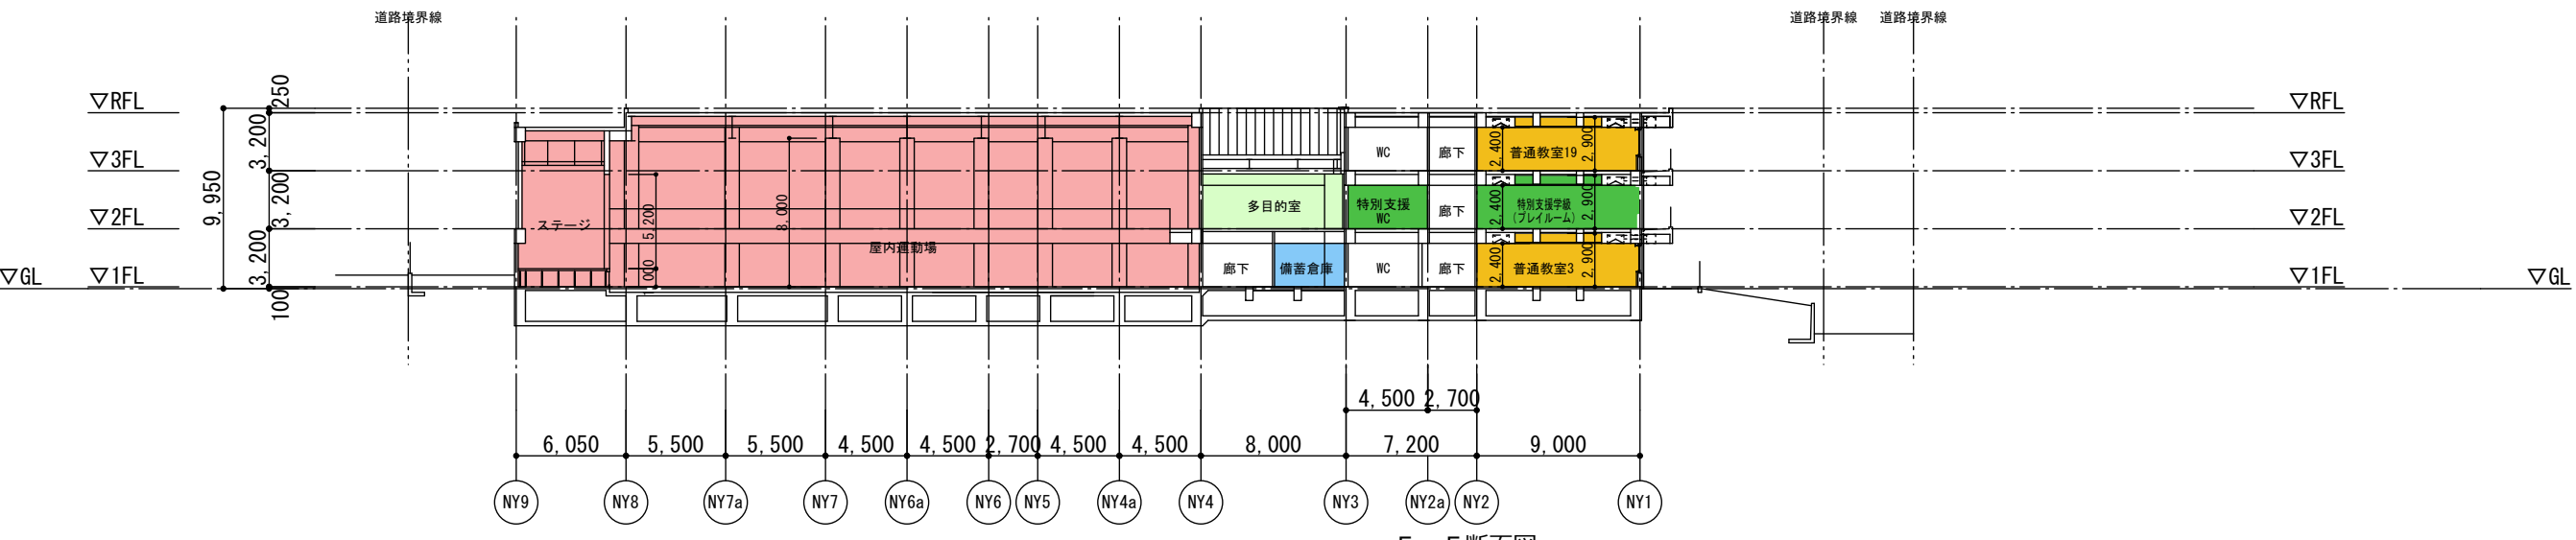 道路境界線
道路境界線 道路境界線
▽RFL
250
▽RFL
3,200
▽3FL
▽3FL
9,950
3,200
▽2FL
▽2FL
3,200
▽GL
▽1FL
▽1FL
▽GL
100
ステージ
5,200
8,000
屋内運動場
多目的室
廊下
備蓄倉庫
WC
廊下
2,400
普通教室19
2,900
特別支援
WC
廊下
2,400
特別支援学級
(プレイルーム)
2,900
WC
廊下
2,400
普通教室3
2,900
4,500 2,700
6,050 5,500 5,500 4,500 4,500 2,700 4,500 4,500 8,000 7,200 9,000
NY9 NY8 NY7a NY7 NY6a NY6 NY5 NY4a NY4 NY3 NY2a NY2 NY1